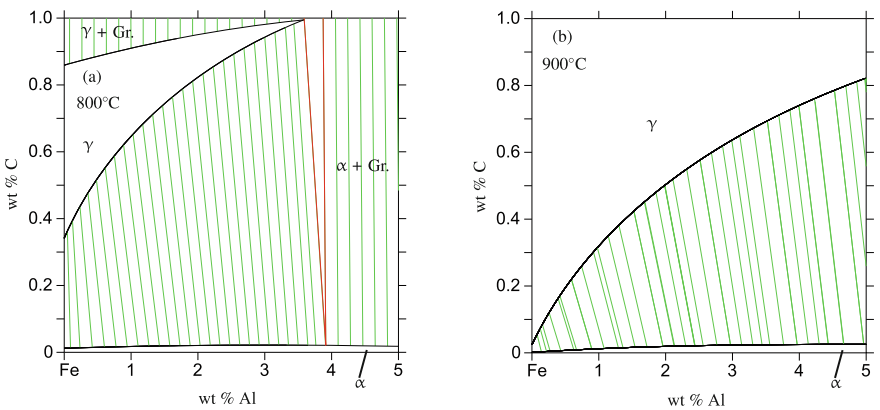 1.0
γ + Gr.
0.8
(a)
800°C
γ
0.6
α + Gr.
wt % C
0.4
0.2
0
Fe
1
2
3
4
5
α
wt % Al
1.0
(b)
900°C
0.8
γ
0.6
wt % C
0.4
0.2
0
Fe
1
2
3
4
5
α
wt % Al